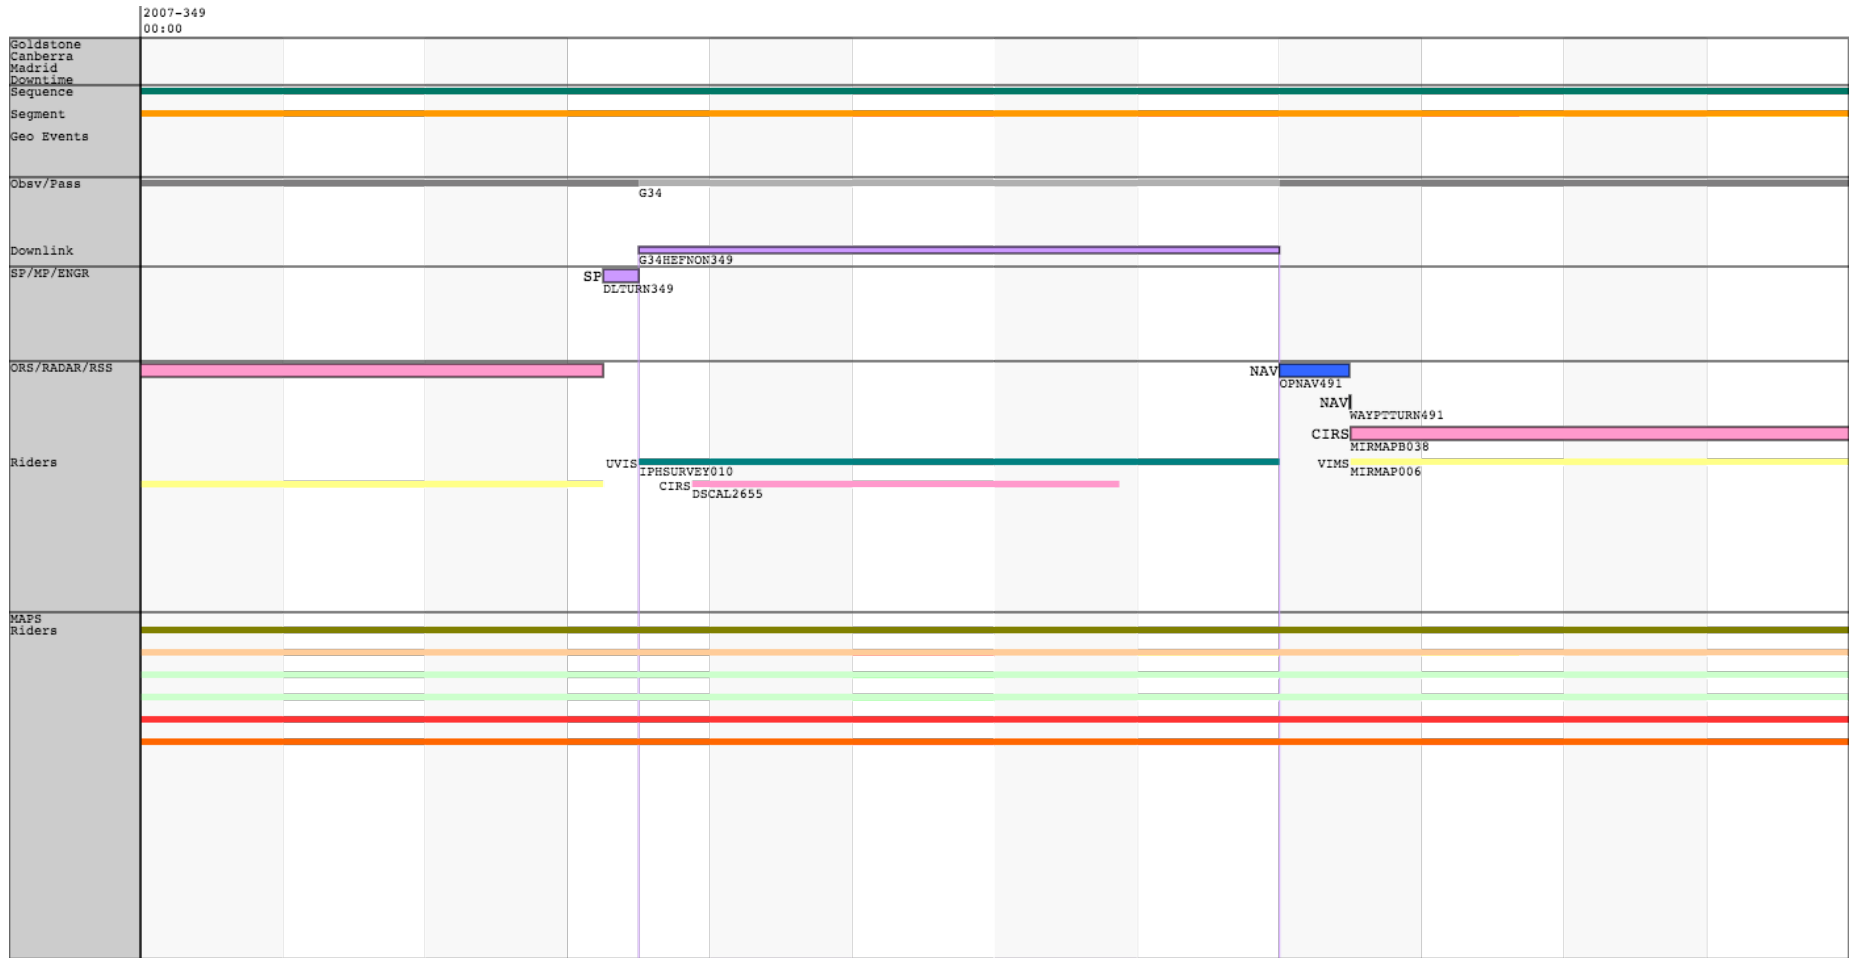 2007-349
00:00
Goldstone
Canberra
Madrid
Downtime
Sequence
Segment
Geo Events
Obsv/Pass
G34
Downlink
G34HEFNON349
SP/MP/ENGR
SP
DLTURN349
ORS/RADAR/RSS
NAV
OPNAV491
NAV
WAYPTTURN491
CIRS
MIRMAPB038
Riders
UVIS
IPHSURVEY010
VIMS
MIRMAP006
CIRS
DSCAL2655
MAPS
Riders